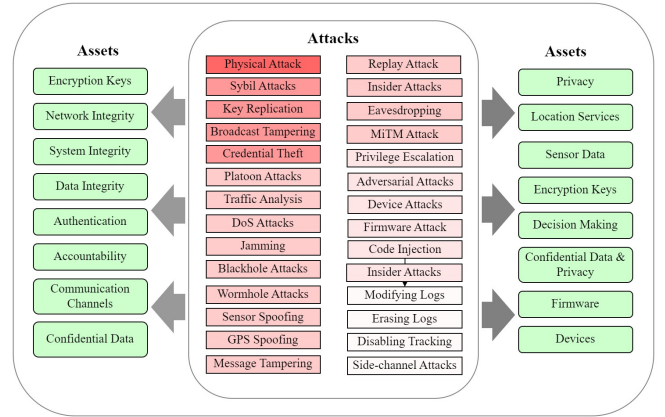 Assets
Encryption Keys
Network Integrity
System Integrity
Data Integrity
Authentication
Accountability
Communication
Channels
Confidential Data
Attacks
Physical Attack
Sybil Attacks
Key Replication
Broadcast Tampering
Credential Theft
Platoon Attacks
Traffic Analysis
DoS Attacks
Jamming
Blackhole Attacks
Wormhole Attacks
Sensor Spoofing
GPS Spoofing
Message Tampering
Replay Attack
Insider Attacks
Eavesdropping
MiTM Attack
Privilege Escalation
Adversarial Attacks
Device Attacks
Firmware Attack
Code Injection
Insider Attacks
Modifying Logs
Erasing Logs
Disabling Tracking
Side-channel Attacks
Assets
Privacy
Location Services
Sensor Data
Encryption Keys
Decision Making
Confidential Data &
Privacy
Firmware
Devices